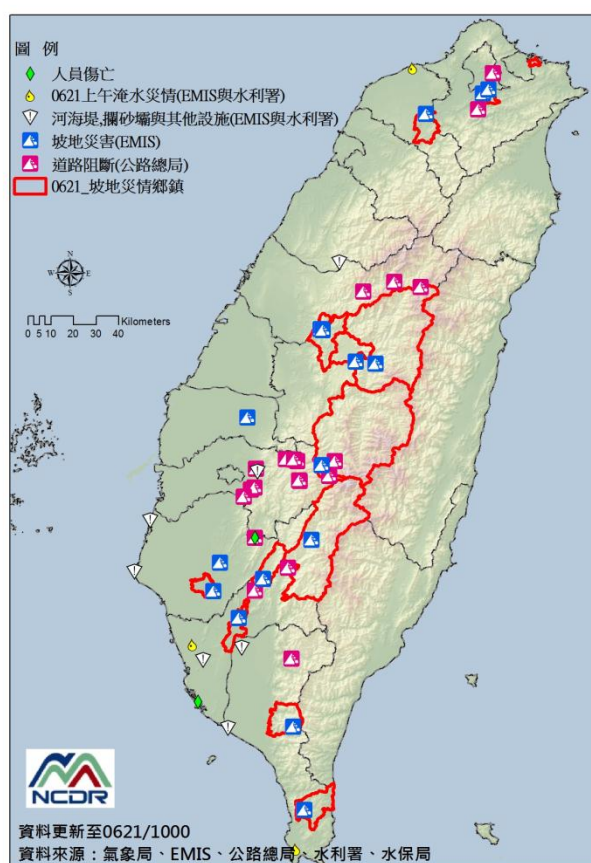 圖 例
人員傷亡
0621上午淹水災情(EMIS與水利署)
河海堤,攔砂壩與其他設施(EMIS與水利署)
坡地災害(EMIS)
道路阻斷(公路總局)
0621_坡地災情鄉鎮
N
W E
S
Kilometers
0 5 10 20 30 40
NCDR
資料更新至0621/1000
資料來源：氣象局、EMIS、公路總局、水利署、水保局